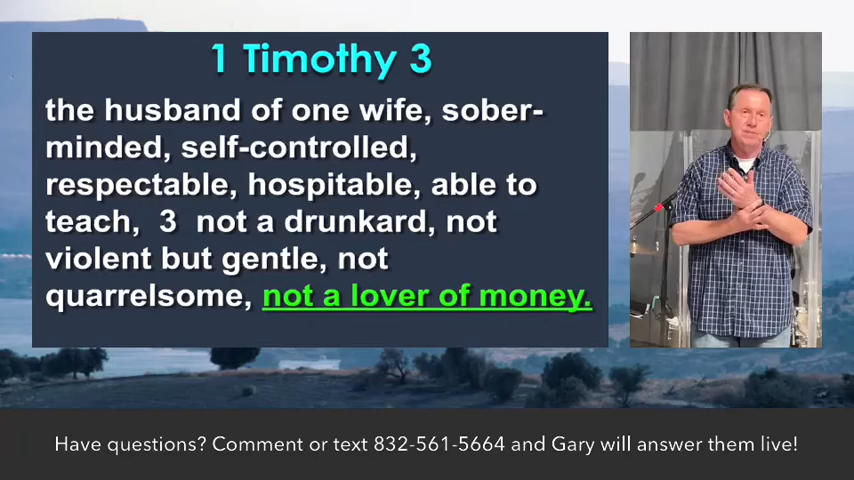 1 Timothy 3
the husband of one wife, sober-
minded, self-controlled,
respectable, hospitable, able to
teach,  3  not a drunkard, not
violent but gentle, not
quarrelsome, not a lover of money.
Have questions? Comment or text 832-561-5664 and Gary will answer them live!